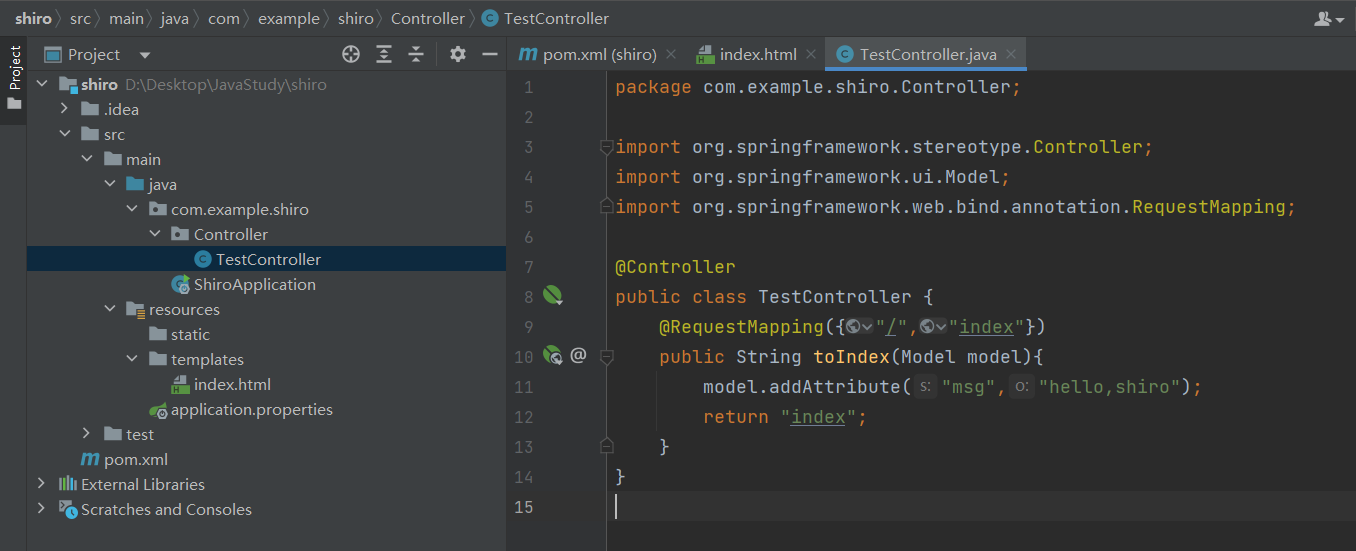 shiro src main java com example shiro Controller TestController
Project
Project
shiro D:\Desktop\JavaStudy\shiro
.idea
src
main
java
com.example.shiro
Controller
TestController
ShiroApplication
resources
static
templates
index.html
application.properties
test
pom.xml
External Libraries
Scratches and Consoles
pom.xml (shiro) index.html TestController.java
1 package com.example.shiro.Controller;
2
3 import org.springframework.stereotype.Controller;
4 import org.springframework.ui.Model;
5 import org.springframework.web.bind.annotation.RequestMapping;
6
7 @Controller
8 public class TestController {
9 @RequestMapping({"/","index"})
10 @ public String toIndex(Model model){
11 model.addAttribute( s: "msg", o: "hello,shiro");
12 return "index";
13 }
14 }
15